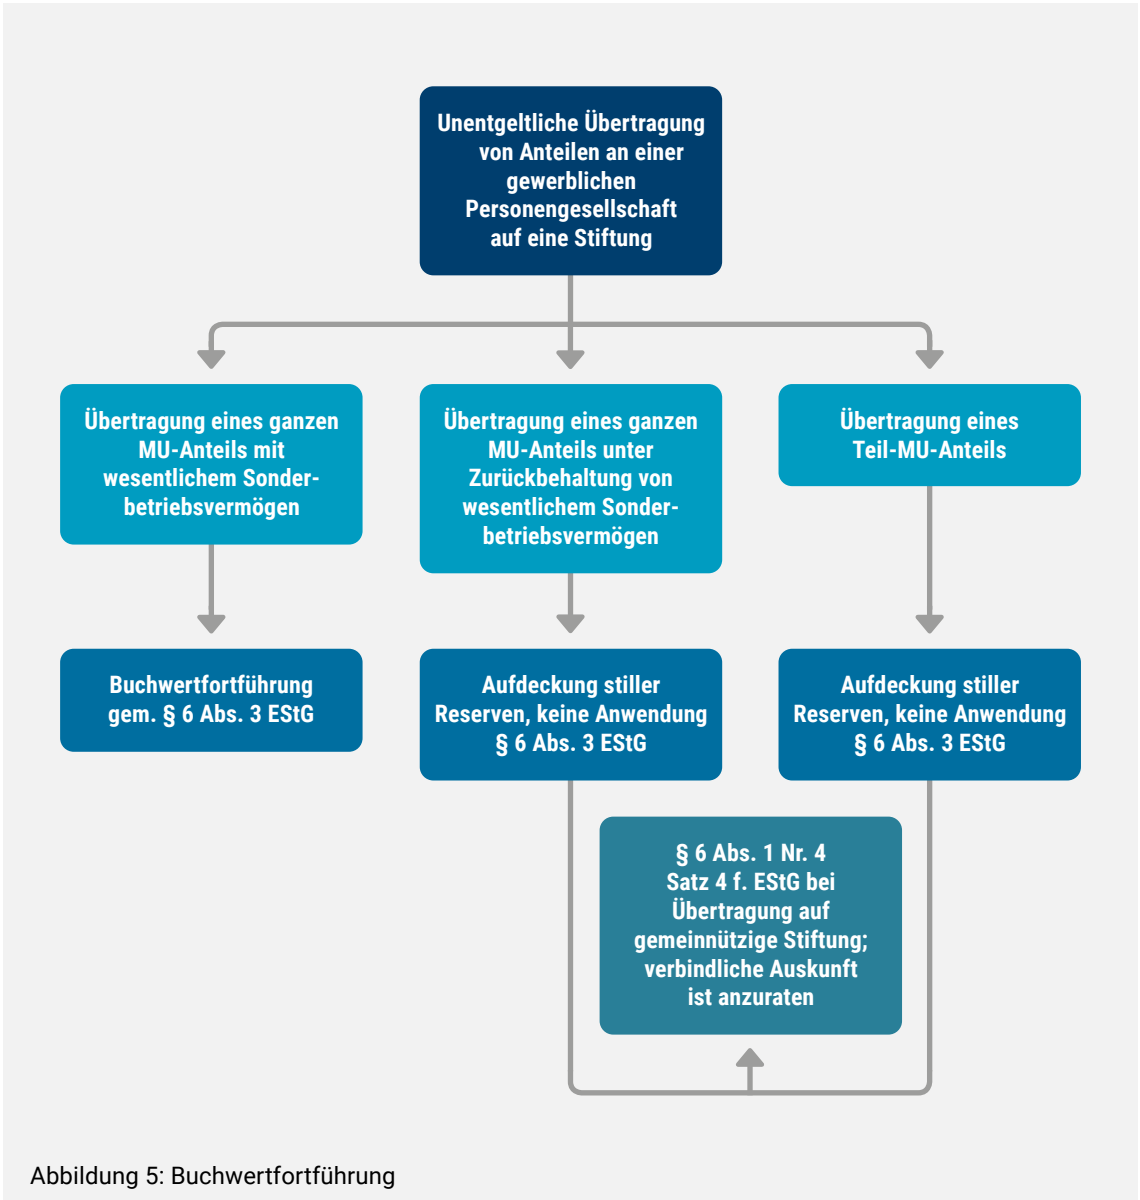 Unentgeltliche Übertragung
von Anteilen an einer
gewerblichen
Personengesellschaft
auf eine Stiftung
Übertragung eines ganzen
MU-Anteils mit
wesentlichem Sonder-
betriebsvermögen
Übertragung eines ganzen
MU-Anteils unter
Zurückbehaltung von
wesentlichem Sonder-
betriebsvermögen
Übertragung eines
Teil-MU-Anteils
Buchwertfortführung
gem. § 6 Abs. 3 EStG
Aufdeckung stiller
Reserven, keine Anwendung
§ 6 Abs. 3 EStG
Aufdeckung stiller
Reserven, keine Anwendung
§ 6 Abs. 3 EStG
§ 6 Abs. 1 Nr. 4
Satz 4 f. EStG bei
Übertragung auf
gemeinnützige Stiftung;
verbindliche Auskunft
ist anzuraten
Abbildung 5: Buchwertfortführung